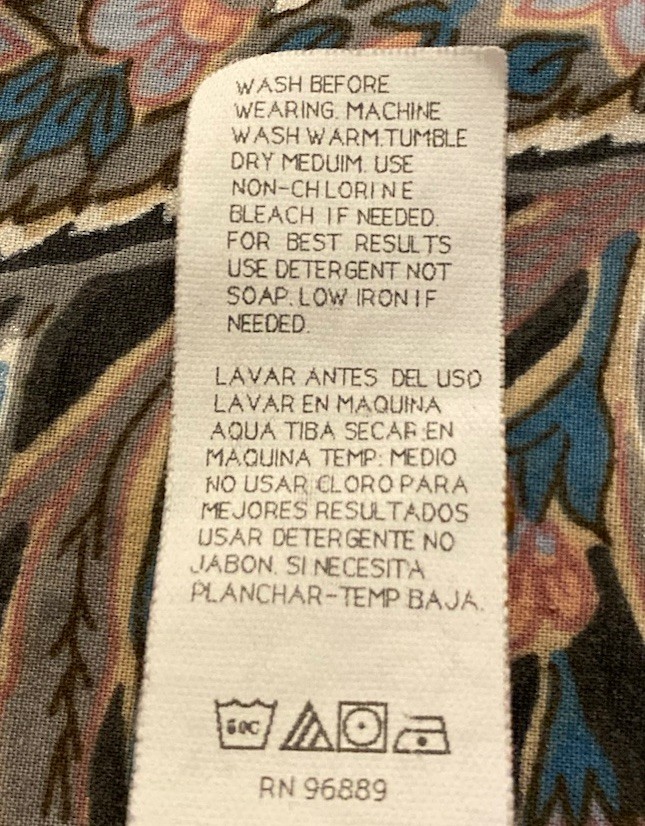 WASH BEFORE
WEARING. MACHINE
WASH WARM.TUMBLE
DRY MEDUIM. USE
NON-CHLORINE
BLEACH IF NEEDED.
FOR BEST RESULTS
USE DETERGENT NOT
SOAP. LOW IRON IF
NEEDED.
LAVAR ANTES DEL USO
LAVAR EN MAQUINA
AQUA TIBA SECAR EN
MAQUINA TEMP: MEDIO
NO USAR CLORO PARA
MEJORES RESULTADOS
USAR DETERGENTE NO
JABON. SI NECESITA
PLANCHAR-TEMP BAJA.
60C
RN 96889